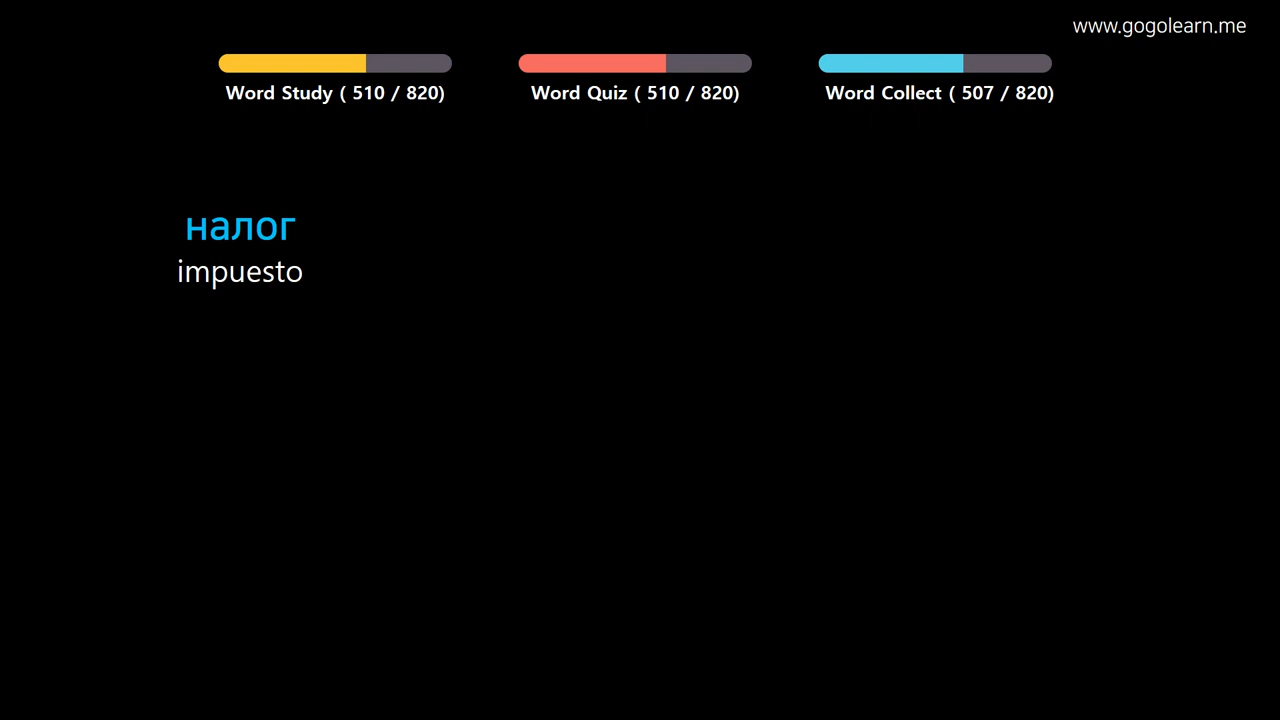 www.gogolearn.me
Word Study ( 510 / 820)
Word Quiz ( 510 / 820)
Word Collect ( 507 / 820)
налог
impuesto